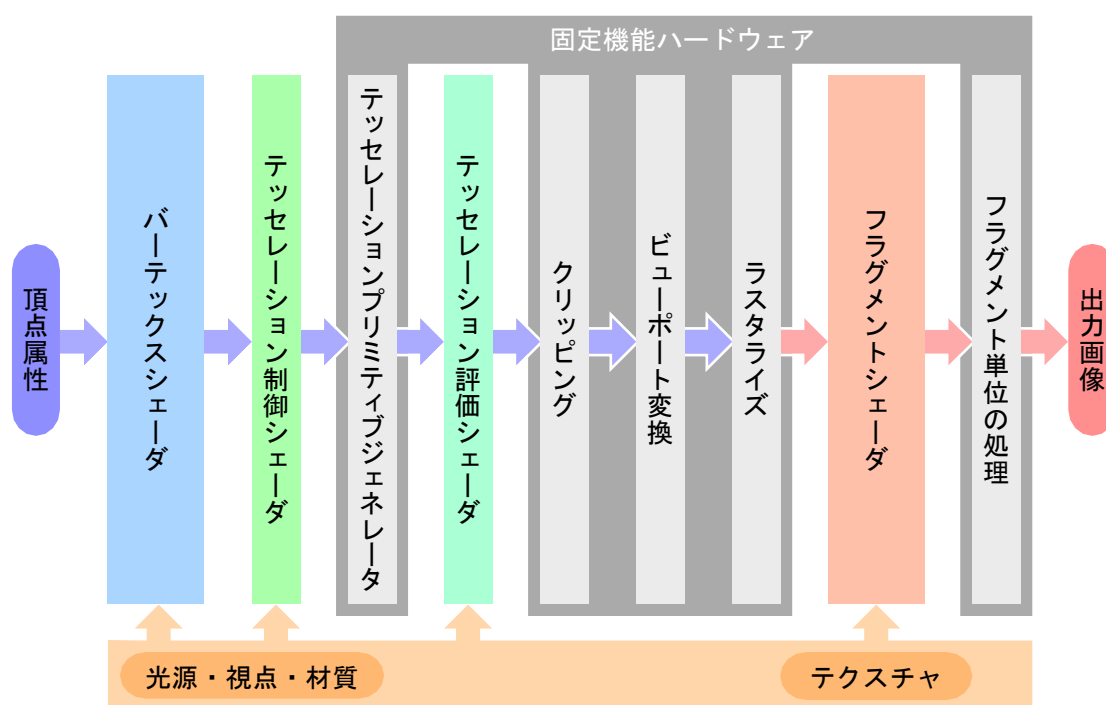 固定機能ハードウェア
頂点属性
バーテックスシェーダ
テッセレーション制御シェーダ
テッセレーションプリミティブジェネレータ
テッセレーション評価シェーダ
クリッピング
ビューポート変換
ラスタライズ
フラグメントシェーダ
フラグメント単位の処理
出力画像
光源・視点・材質
テクスチャ